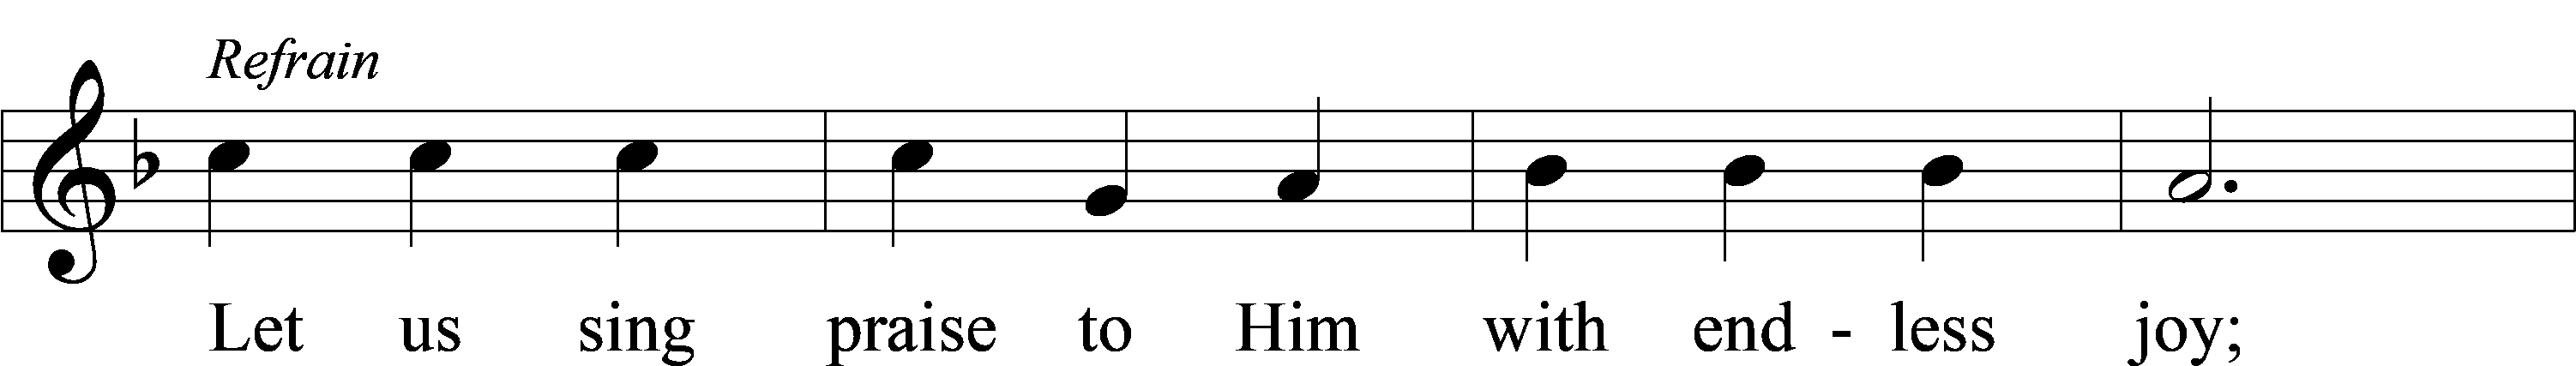 Refrain
Let us sing praise to Him with end - less joy;